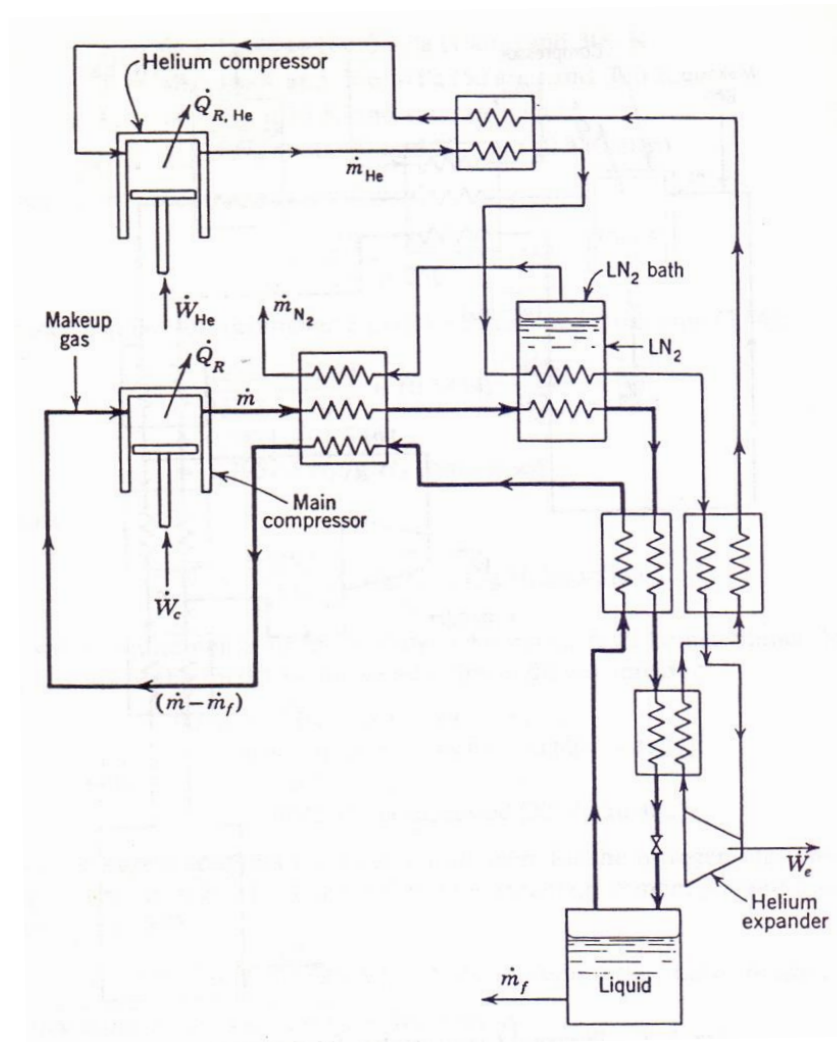 Helium compressor
Q̇R, He
ṁHe
LN2 bath
ẆHe
ṁN2
LN2
Makeup
gas
Q̇R
ṁ
Main
compressor
Ẇc
(ṁ − ṁf)
Ẇe
Helium
expander
Liquid
ṁf